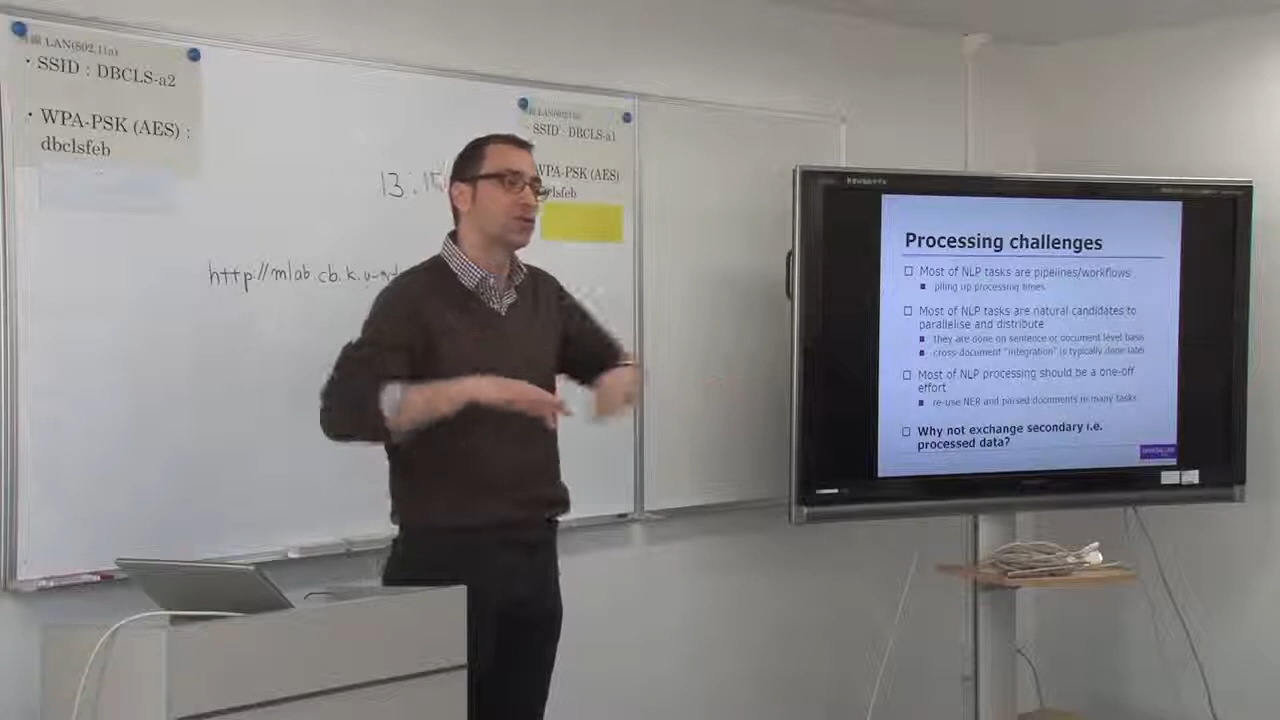 LAN(802.11a)
・SSID : DBCLS-a2
・WPA-PSK (AES) :
dbclsfeb
SSID : DBCLS-a1
WPA-PSK (AES)
13:15
http://mlab.cb.k.u-
Processing challenges
Most of NLP tasks are pipelines/workflows
piling up processing times
Most of NLP tasks are natural candidates to
parallelise and distribute
they are done on sentence or document level basis
cross-document "integration" is typically done later
Most of NLP processing should be a one-off
effort
re-use NER and parsed documents in many tasks
Why not exchange secondary i.e.
processed data?